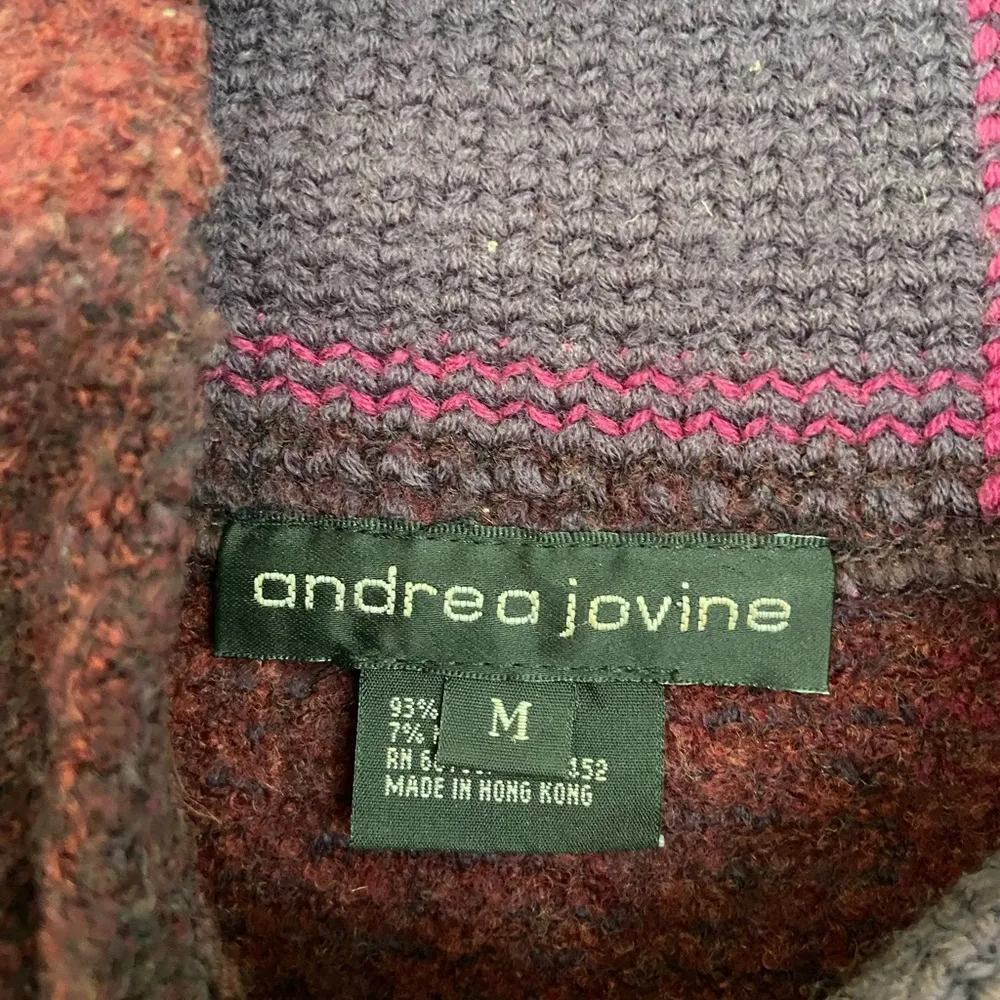 andrea jovine
M
93%
7%
RN 152
MADE IN HONG KONG